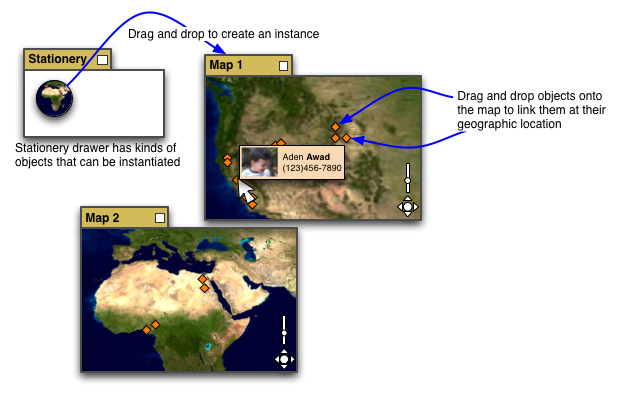 Drag and drop to create an instance
Stationery
Map 1
Drag and drop objects onto
the map to link them at their
geographic location
Stationery drawer has kinds of
objects that can be instantiated
Aden Awad
(123)456-7890
Map 2